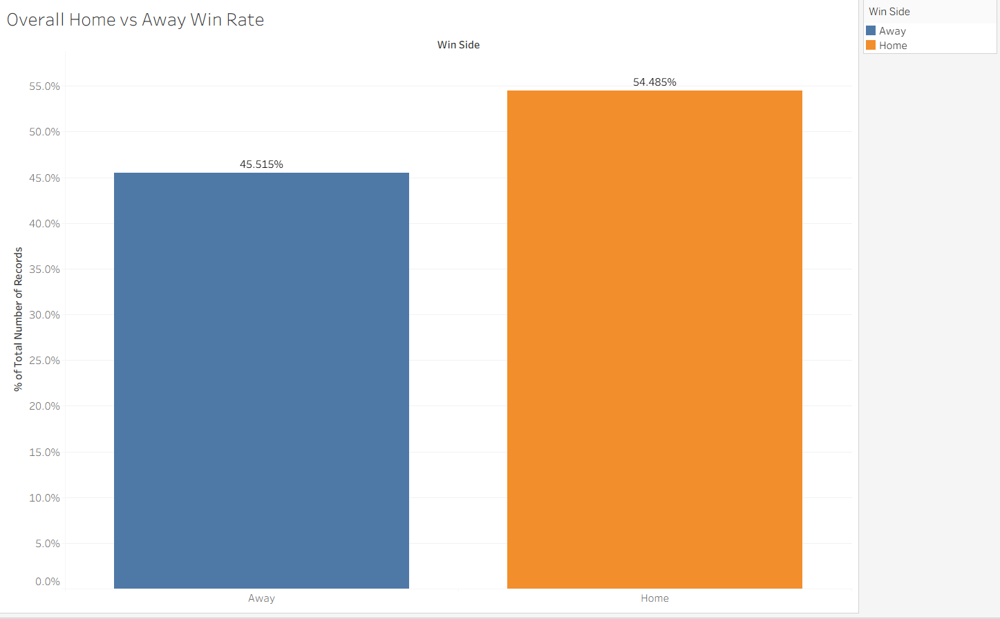 Overall Home vs Away Win Rate
Win Side
Away
Home
Win Side
% of Total Number of Records
55.0%
50.0%
45.0%
40.0%
35.0%
30.0%
25.0%
20.0%
15.0%
10.0%
5.0%
0.0%
45.515%
54.485%
Away
Home